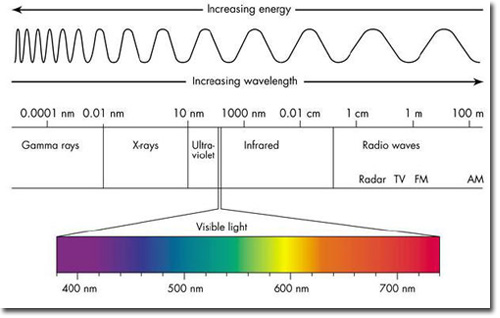 Increasing energy
Increasing wavelength
0.0001 nm 0.01 nm 10 nm 1000 nm 0.01 cm 1 cm 1 m 100 m
Gamma rays X-rays Ultra-
violet Infrared Radio waves
Radar TV FM AM
Visible light
400 nm 500 nm 600 nm 700 nm